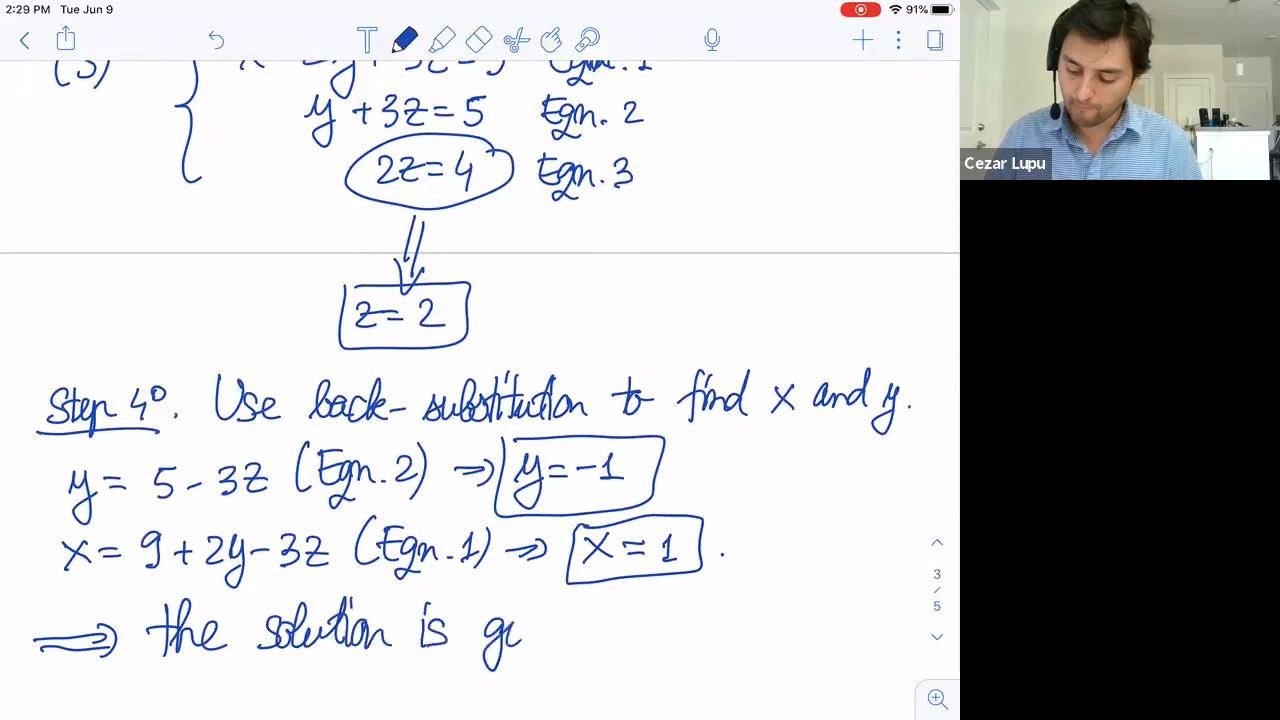 2:29 PM Tue Jun 9
91%
y + 3z = 5 Eqn. 2
2z = 4 Eqn. 3
z = 2
Step 4°. Use back-substitution to find x and y.
y = 5 - 3z (Eqn. 2) ⇒ y = -1
x = 9 + 2y - 3z (Eqn. 1) ⇒ x = 1 .
⇒ the solution is gi
3
/
5
Cezar Lupu